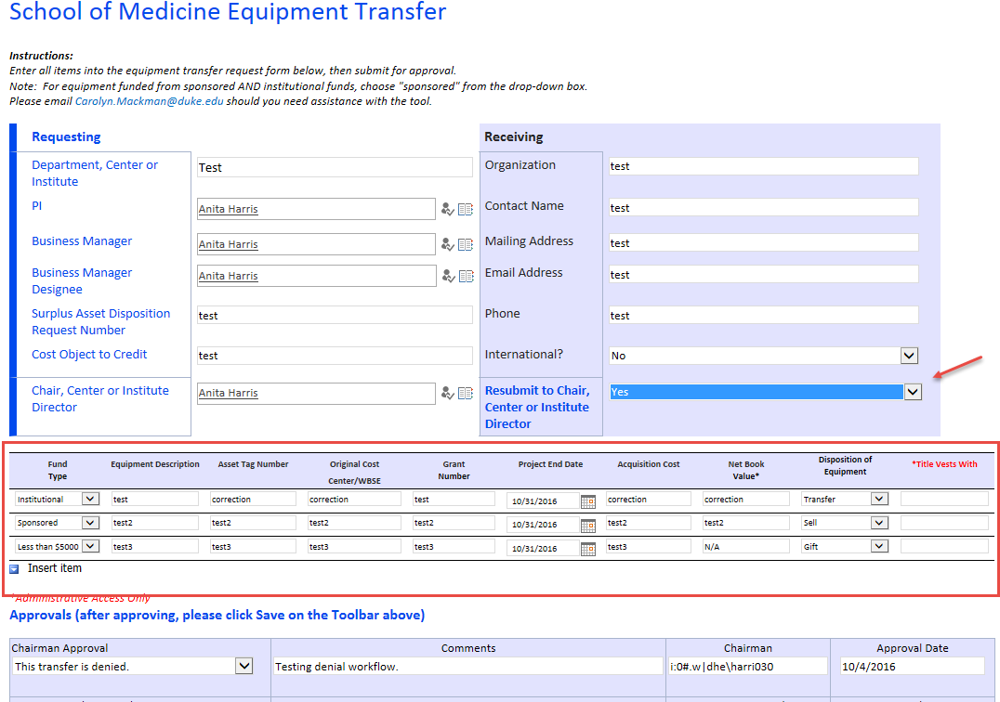 School of Medicine Equipment Transfer
Instructions:
Enter all items into the equipment transfer request form below, then submit for approval.
Note: For equipment funded from sponsored AND institutional funds, choose "sponsored" from the drop-down box.
Please email Carolyn.Mackman@duke.edu should you need assistance with the tool.
Requesting
Department, Center or
Institute
Test
PI
Anita Harris
Business Manager
Anita Harris
Business Manager
Designee
Anita Harris
Surplus Asset Disposition
Request Number
test
Cost Object to Credit
test
Chair, Center or Institute
Director
Anita Harris
Receiving
Organization
test
Contact Name
test
Mailing Address
test
Email Address
test
Phone
test
International?
No
Resubmit to Chair,
Center or Institute
Director
Yes
Fund
Type
Equipment Description
Asset Tag Number
Original Cost
Center/WBSE
Grant
Number
Project End Date
Acquisition Cost
Net Book
Value*
Disposition of
Equipment
*Title Vests With
Institutional test correction correction test 10/31/2016 correction correction Transfer
Sponsored test2 test2 test2 test2 10/31/2016 test2 test2 Sell
Less than $5000 test3 test3 test3 test3 10/31/2016 test3 N/A Gift
Insert item
*Administrative Access Only
Approvals (after approving, please click Save on the Toolbar above)
Chairman Approval Comments Chairman Approval Date
This transfer is denied. Testing denial workflow. i:0#.w|dhe\harri030 10/4/2016